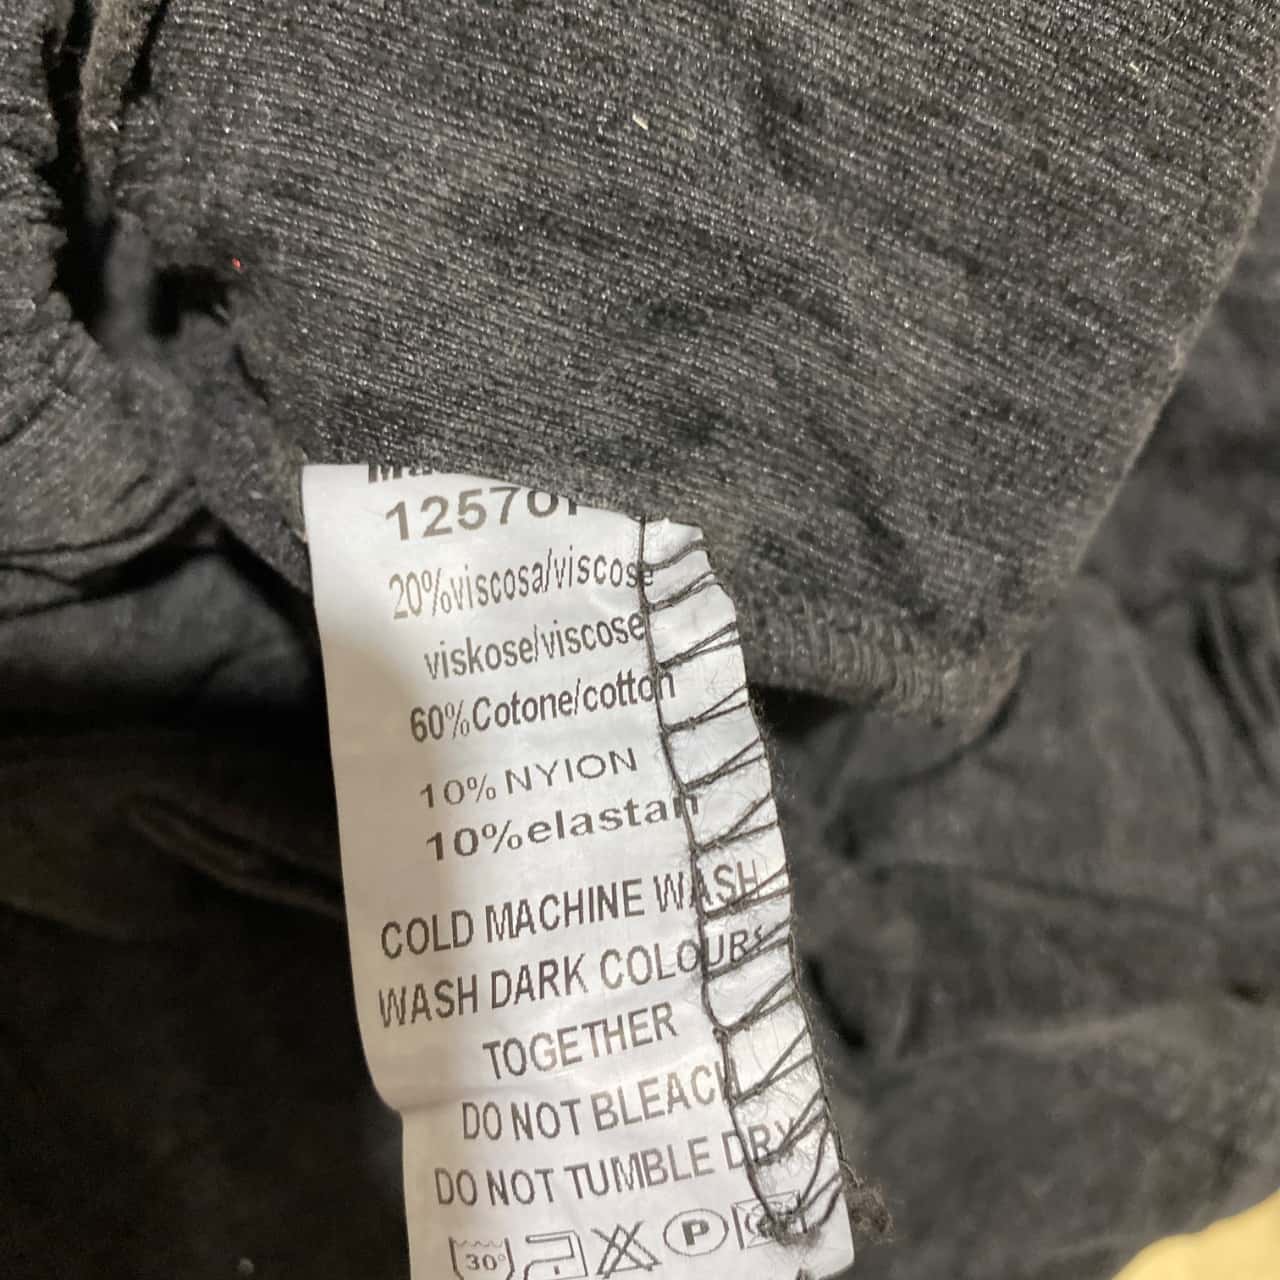 12570
20%viscosa/viscose
viskose/viscose
60%Cotone/cotton
10% NYION
10%elastan
COLD MACHINE WASH
WASH DARK COLOURS
TOGETHER
DO NOT BLEACH
DO NOT TUMBLE DRY
30° P